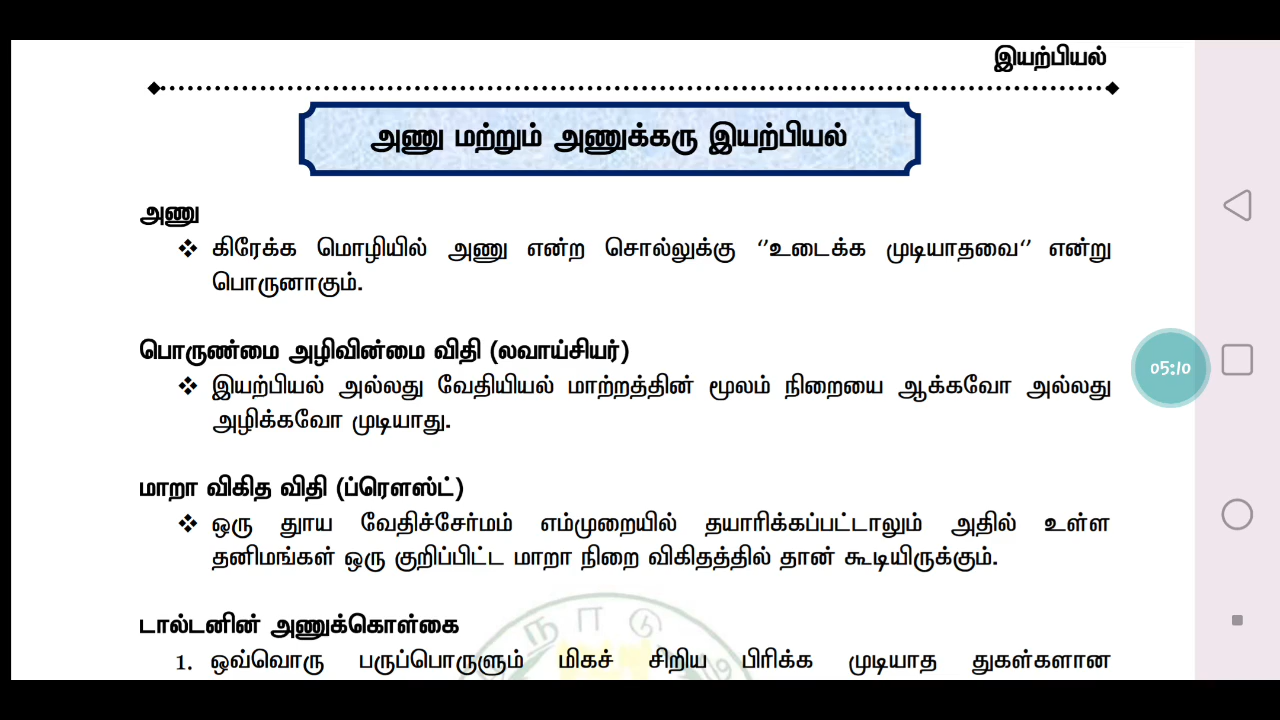 இயற்பியல்
அணு மற்றும் அணுக்கரு இயற்பியல்
அணு
❖ கிரேக்க மொழியில் அணு என்ற சொல்லுக்கு ‘‘உடைக்க முடியாதவை’’ என்று
பொருனாகும்.
பொருண்மை அழிவின்மை விதி (லவாய்சியர்)
❖ இயற்பியல் அல்லது வேதியியல் மாற்றத்தின் மூலம் நிறையை ஆக்கவோ அல்லது
அழிக்கவோ முடியாது.
05:10
மாறா விகித விதி (ப்ரௌஸ்ட்)
❖ ஒரு துாய வேதிச்சேர்மம் எம்முறையில் தயாரிக்கப்பட்டாலும் அதில் உள்ள
தனிமங்கள் ஒரு குறிப்பிட்ட மாறா நிறை விகிதத்தில் தான் கூடியிருக்கும்.
நாடு
டால்டனின் அணுக்கொள்கை
1. ஒவ்வொரு பருப்பொருளும் மிகச் சிறிய பிரிக்க முடியாத துகள்களான